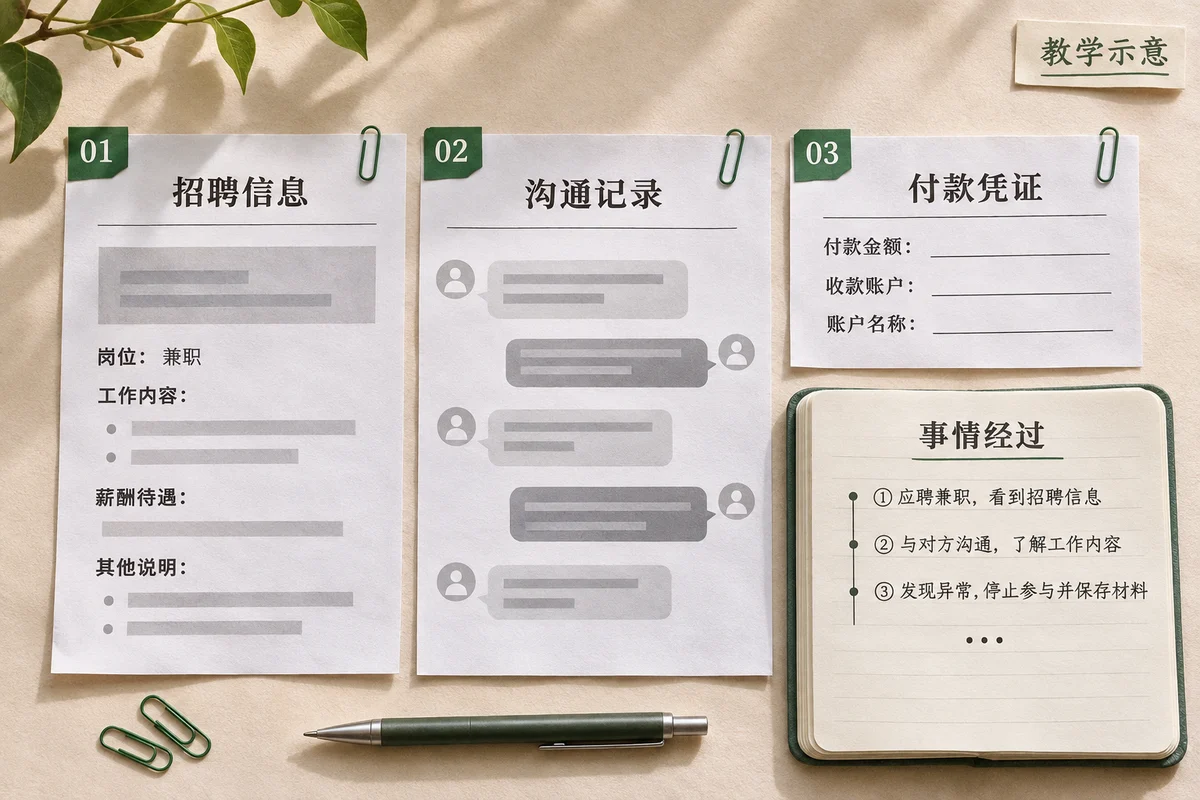 教学示意
01
招聘信息
岗位： 兼职
工作内容：
薪酬待遇：
其他说明：
02
沟通记录
03
付款凭证
付款金额：
收款账户：
账户名称：
事情经过
① 应聘兼职，看到招聘信息
② 与对方沟通，了解工作内容
③ 发现异常，停止参与并保存材料
•••